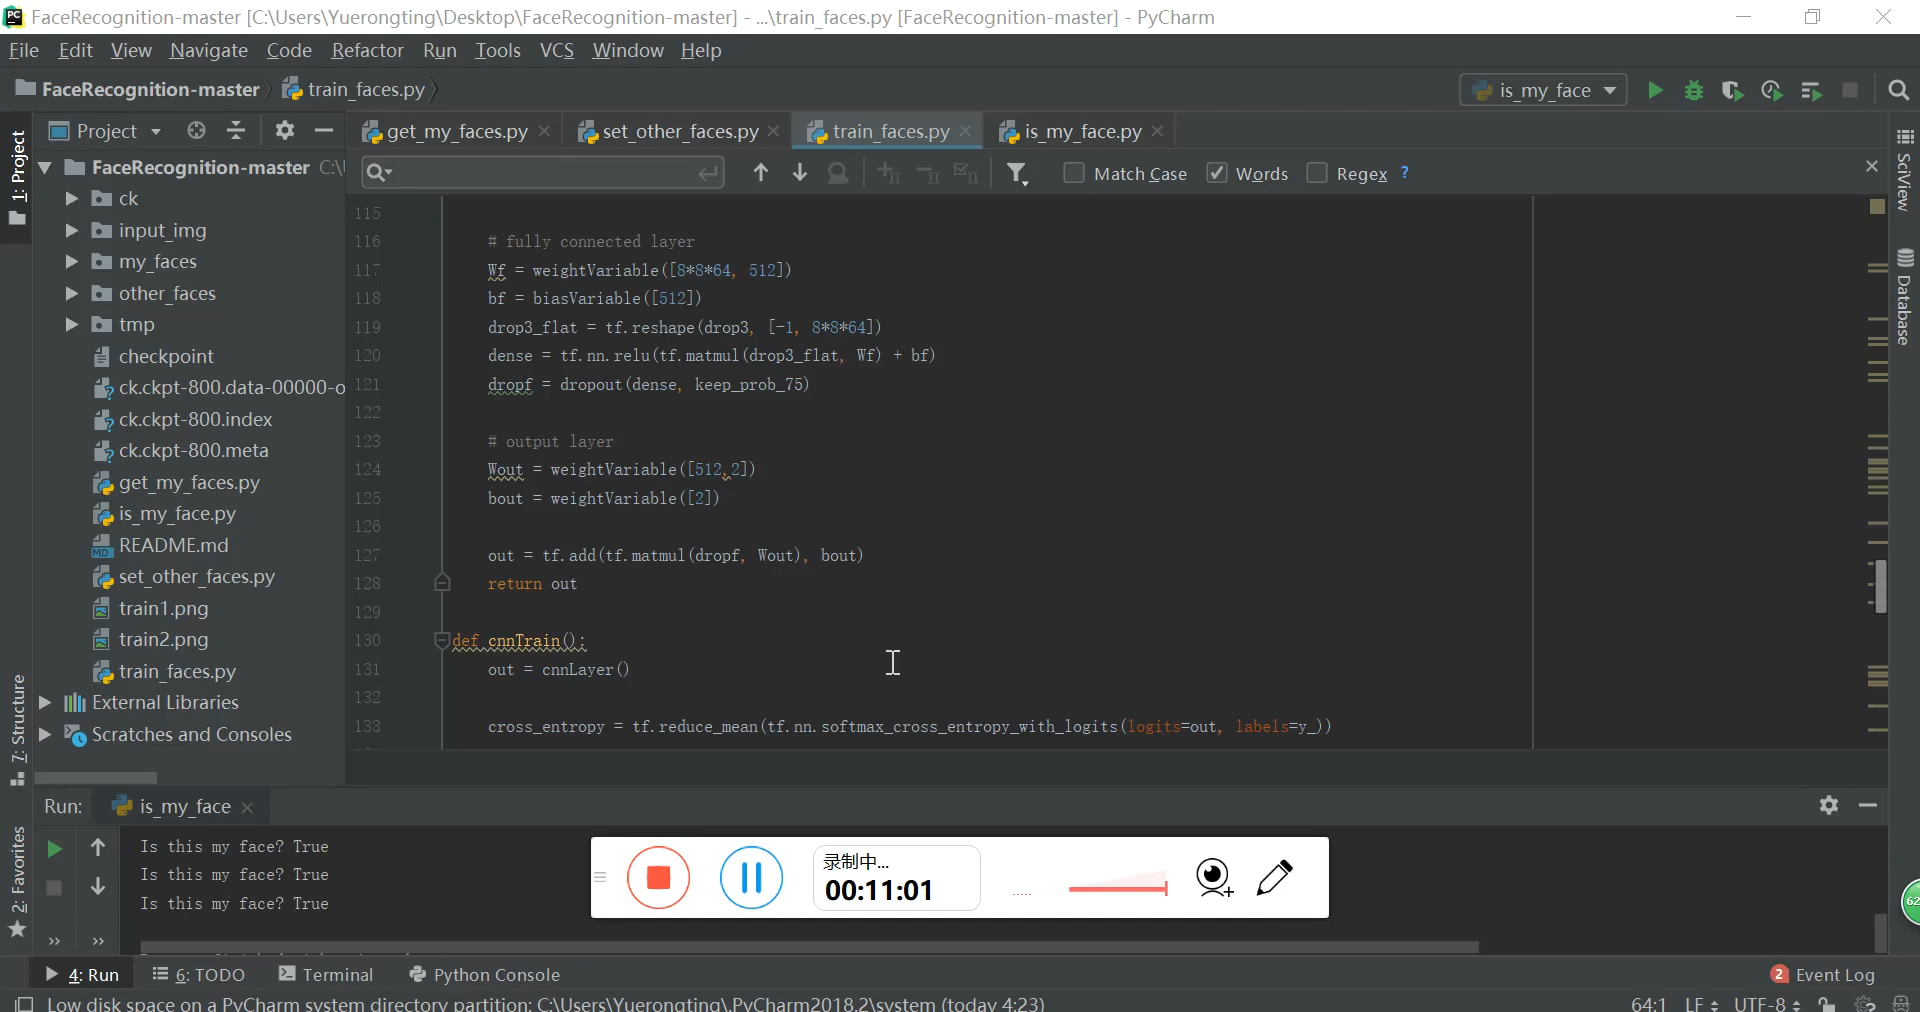 FaceRecognition-master [C:\Users\Yuerongting\Desktop\FaceRecognition-master] - ...\train_faces.py [FaceRecognition-master] - PyCharm
File Edit View Navigate Code Refactor Run Tools VCS Window Help
FaceRecognition-master train_faces.py is_my_face
1: Project
7: Structure
2: Favorites
Project
FaceRecognition-master C:\
ck
input_img
my_faces
other_faces
tmp
checkpoint
ck.ckpt-800.data-00000-o
ck.ckpt-800.index
ck.ckpt-800.meta
get_my_faces.py
is_my_face.py
README.md
set_other_faces.py
train1.png
train2.png
train_faces.py
External Libraries
Scratches and Consoles
get_my_faces.py set_other_faces.py train_faces.py is_my_face.py
Match Case Words Regex ?
115
116 # fully connected layer
117 Wf = weightVariable([8*8*64, 512])
118 bf = biasVariable([512])
119 drop3_flat = tf.reshape(drop3, [-1, 8*8*64])
120 dense = tf.nn.relu(tf.matmul(drop3_flat, Wf) + bf)
121 dropf = dropout(dense, keep_prob_75)
122
123 # output layer
124 Wout = weightVariable([512,2])
125 bout = weightVariable([2])
126
127 out = tf.add(tf.matmul(dropf, Wout), bout)
128 return out
129
130 def cnnTrain():
131 out = cnnLayer()
132
133 cross_entropy = tf.reduce_mean(tf.nn.softmax_cross_entropy_with_logits(logits=out, labels=y_))
SciView
Database
Run: is_my_face
Is this my face? True
Is this my face? True
Is this my face? True
录制中...
00:11:01
62
4: Run 6: TODO Terminal Python Console 2 Event Log
Low disk space on a PyCharm system directory partition: C:\Users\Yuerongting\.PyCharm2018.2\system (today 4:23) 64:1 LF UTF-8